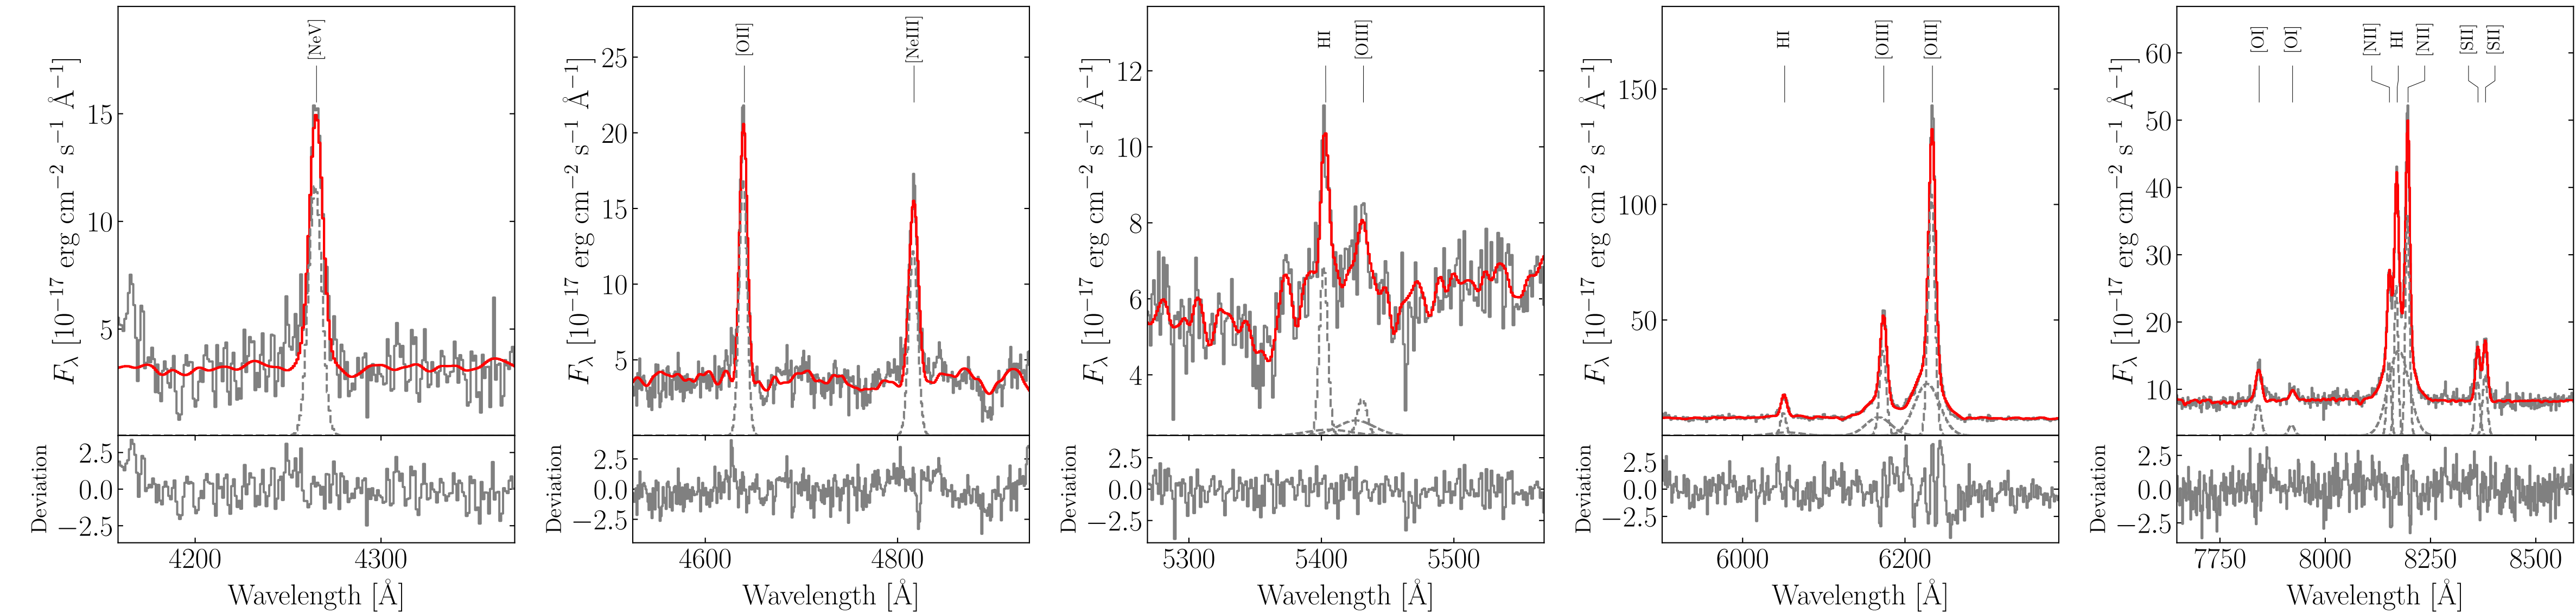 [NeV]
15
10
5
F_λ [10⁻¹⁷ erg cm⁻² s⁻¹ Å⁻¹]
2.5
0.0
−2.5
Deviation
4200 4300
Wavelength [Å]
[OII] [NeIII]
25
20
15
10
5
F_λ [10⁻¹⁷ erg cm⁻² s⁻¹ Å⁻¹]
2.5
0.0
−2.5
Deviation
4600 4800
Wavelength [Å]
HI [OIII]
12
10
8
6
4
F_λ [10⁻¹⁷ erg cm⁻² s⁻¹ Å⁻¹]
2.5
0.0
−2.5
Deviation
5300 5400 5500
Wavelength [Å]
HI [OIII] [OIII]
150
100
50
F_λ [10⁻¹⁷ erg cm⁻² s⁻¹ Å⁻¹]
2.5
0.0
−2.5
Deviation
6000 6200
Wavelength [Å]
[OI] [OI] [NII] HI [NII] [SII] [SII]
60
50
40
30
20
10
F_λ [10⁻¹⁷ erg cm⁻² s⁻¹ Å⁻¹]
2.5
0.0
−2.5
Deviation
7750 8000 8250 8500
Wavelength [Å]